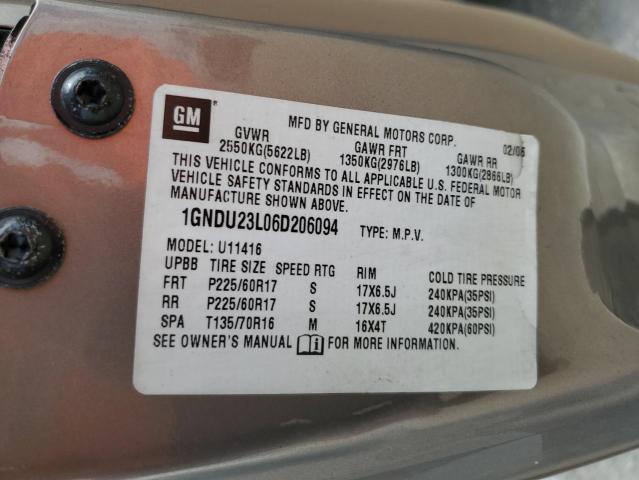 GM
MFD BY GENERAL MOTORS CORP. 02/06
GVWR GAWR FRT GAWR RR
2550KG(5622LB) 1350KG(2976LB) 1300KG(2866LB)
THIS VEHICLE CONFORMS TO ALL APPLICABLE U.S. FEDERAL MOTOR
VEHICLE SAFETY STANDARDS IN EFFECT ON THE DATE OF
MANUFACTURE SHOWN ABOVE.
1GNDU23L06D206094 TYPE: M.P.V.
MODEL: U11416
UPBB TIRE SIZE SPEED RTG RIM COLD TIRE PRESSURE
FRT P225/60R17 S 17X6.5J 240KPA(35PSI)
RR P225/60R17 S 17X6.5J 240KPA(35PSI)
SPA T135/70R16 M 16X4T 420KPA(60PSI)
SEE OWNER'S MANUAL FOR MORE INFORMATION.